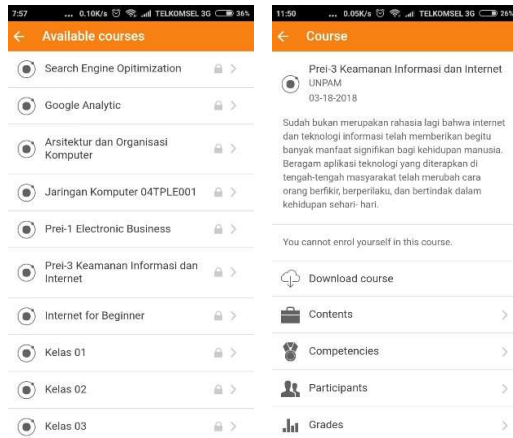 7:57 ... 0.10K/s TELKOMSEL 3G 36%
Available courses
Search Engine Opitimization
Google Analytic
Arsitektur dan Organisasi
Komputer
Jaringan Komputer 04TPLE001
Prei-1 Electronic Business
Prei-3 Keamanan Informasi dan
Internet
Internet for Beginner
Kelas 01
Kelas 02
Kelas 03
11:50 ... 0.05K/s TELKOMSEL 3G 26%
Course
Prei-3 Keamanan Informasi dan Internet
UNPAM
03-18-2018
Sudah bukan merupakan rahasia lagi bahwa internet
dan teknologi informasi telah memberikan begitu
banyak manfaat signifikan bagi kehidupan manusia.
Beragam aplikasi teknologi yang diterapkan di
tengah-tengah masyarakat telah merubah cara
orang berfikir, berperilaku, dan bertindak dalam
kehidupan sehari- hari.
You cannot enrol yourself in this course.
Download course
Contents
Competencies
Participants
Grades